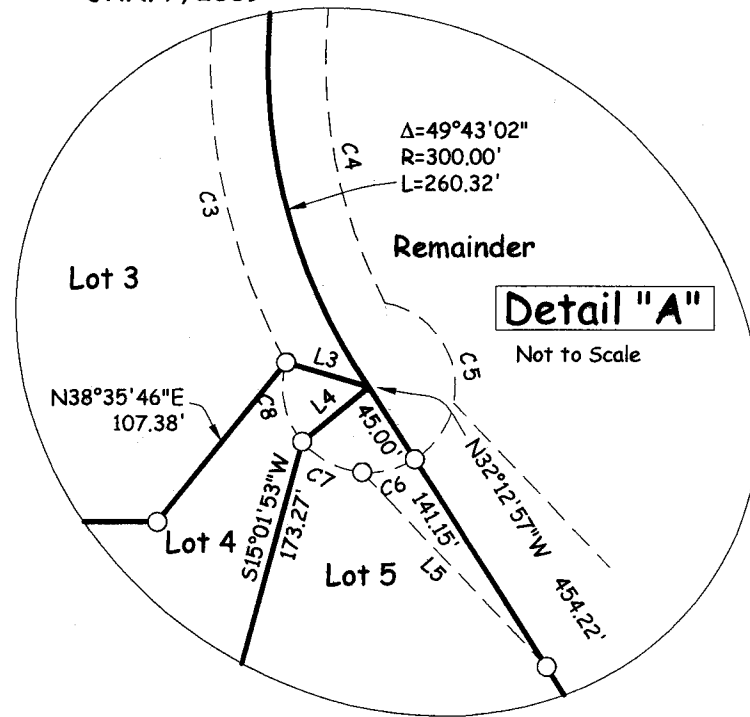 Δ=49°43'02"
R=300.00'
L=260.32'
C4
C3
Remainder
Lot 3
Detail "A"
Not to Scale
L3
C5
N38°35'46"E
107.38'
C8
L4
45.00'
N32°12'57"W
454.22'
S15°01'53"W
173.27'
C7
C6
141.15'
L5
Lot 4
Lot 5